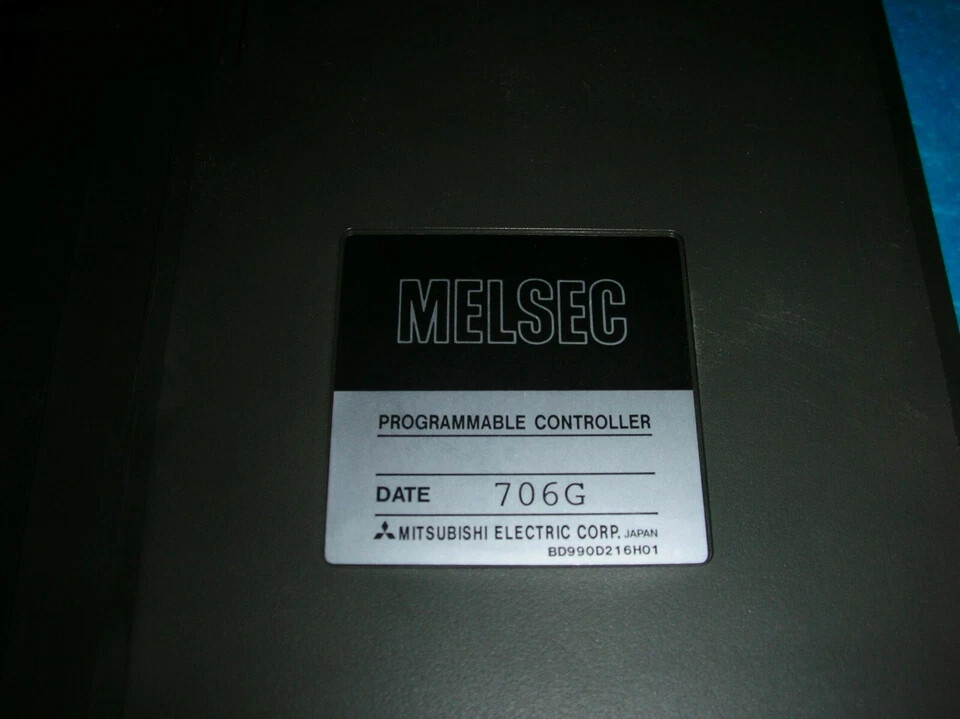 MELSEC
PROGRAMMABLE CONTROLLER
DATE 706G
MITSUBISHI ELECTRIC CORP. JAPAN
BD990D216H01